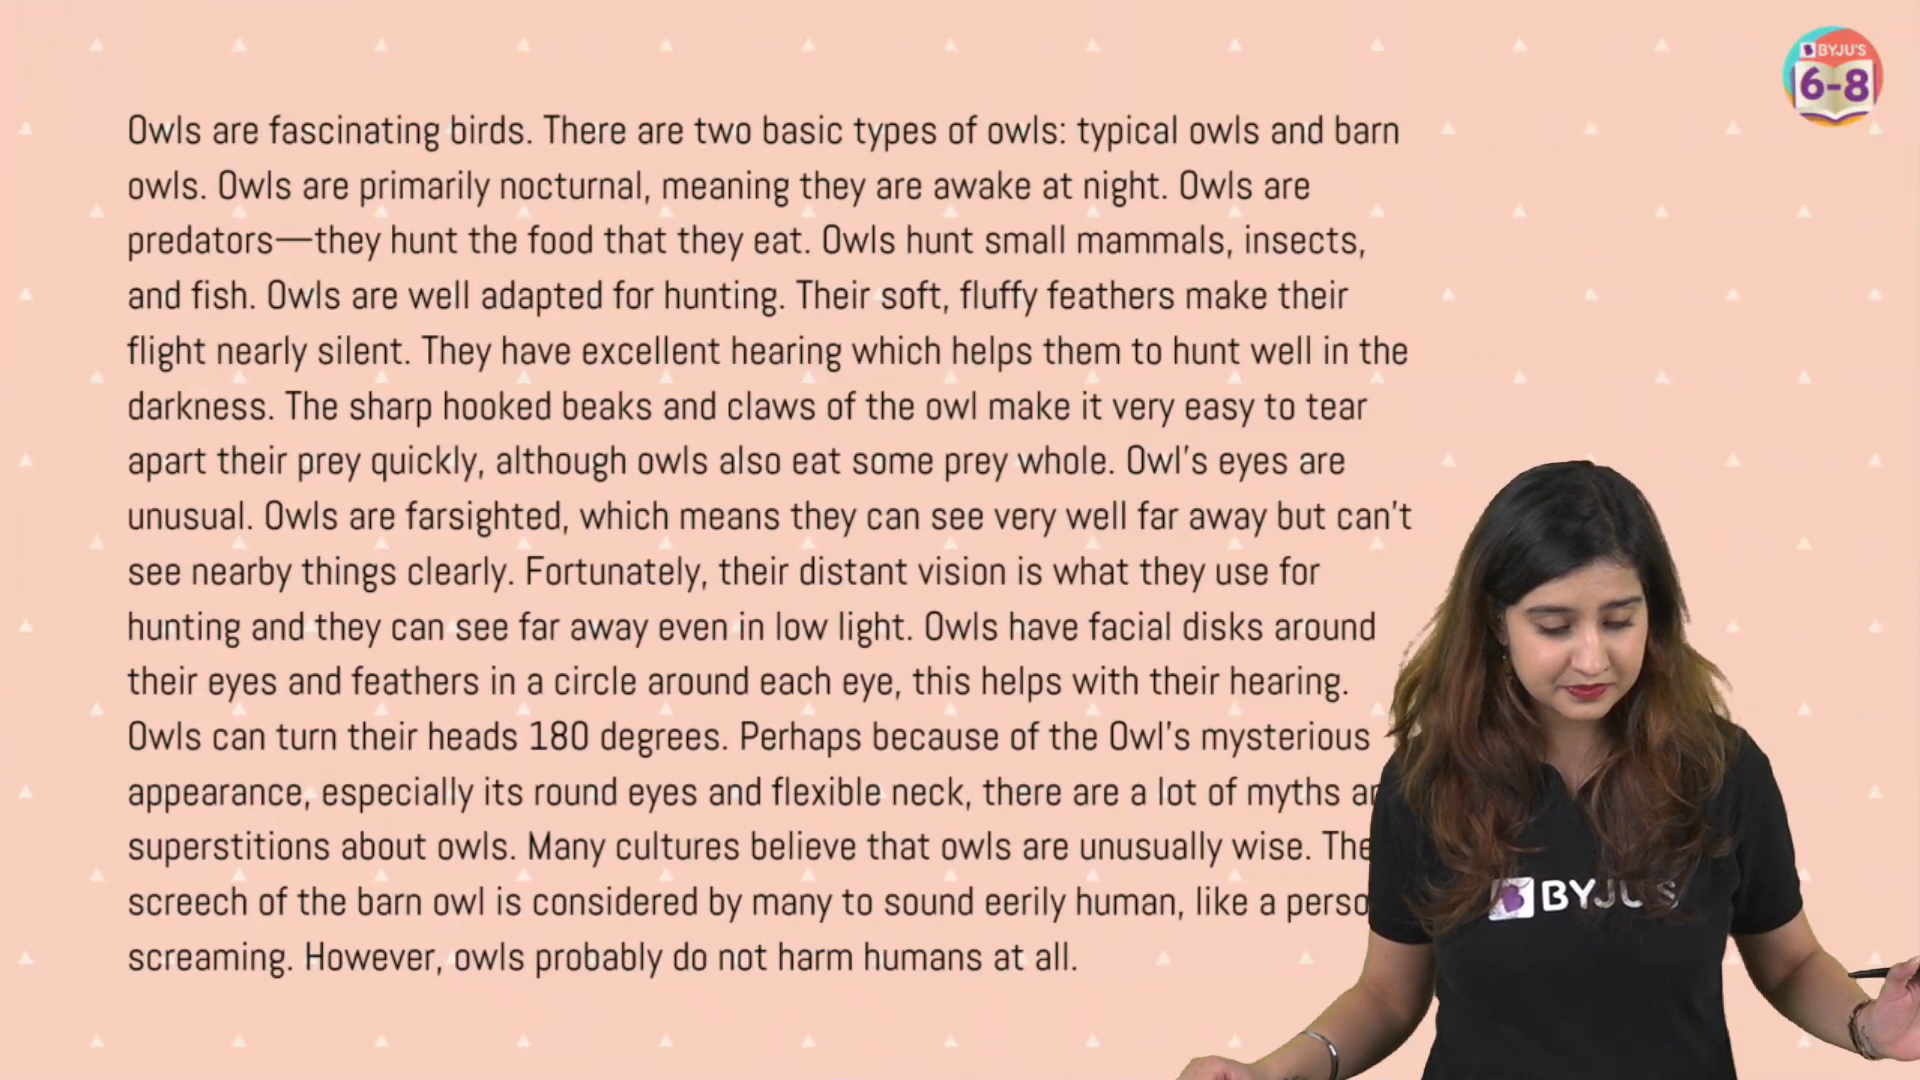 BYJU'S
6-8
Owls are fascinating birds. There are two basic types of owls: typical owls and barn
owls. Owls are primarily nocturnal, meaning they are awake at night. Owls are
predators—they hunt the food that they eat. Owls hunt small mammals, insects,
and fish. Owls are well adapted for hunting. Their soft, fluffy feathers make their
flight nearly silent. They have excellent hearing which helps them to hunt well in the
darkness. The sharp hooked beaks and claws of the owl make it very easy to tear
apart their prey quickly, although owls also eat some prey whole. Owl's eyes are
unusual. Owls are farsighted, which means they can see very well far away but can't
see nearby things clearly. Fortunately, their distant vision is what they use for
hunting and they can see far away even in low light. Owls have facial disks around
their eyes and feathers in a circle around each eye, this helps with their hearing.
Owls can turn their heads 180 degrees. Perhaps because of the Owl's mysterious
appearance, especially its round eyes and flexible neck, there are a lot of myths
superstitions about owls. Many cultures believe that owls are unusually wise. The
screech of the barn owl is considered by many to sound eerily human, like a
screaming. However, owls probably do not harm humans at all.
BYJU'S